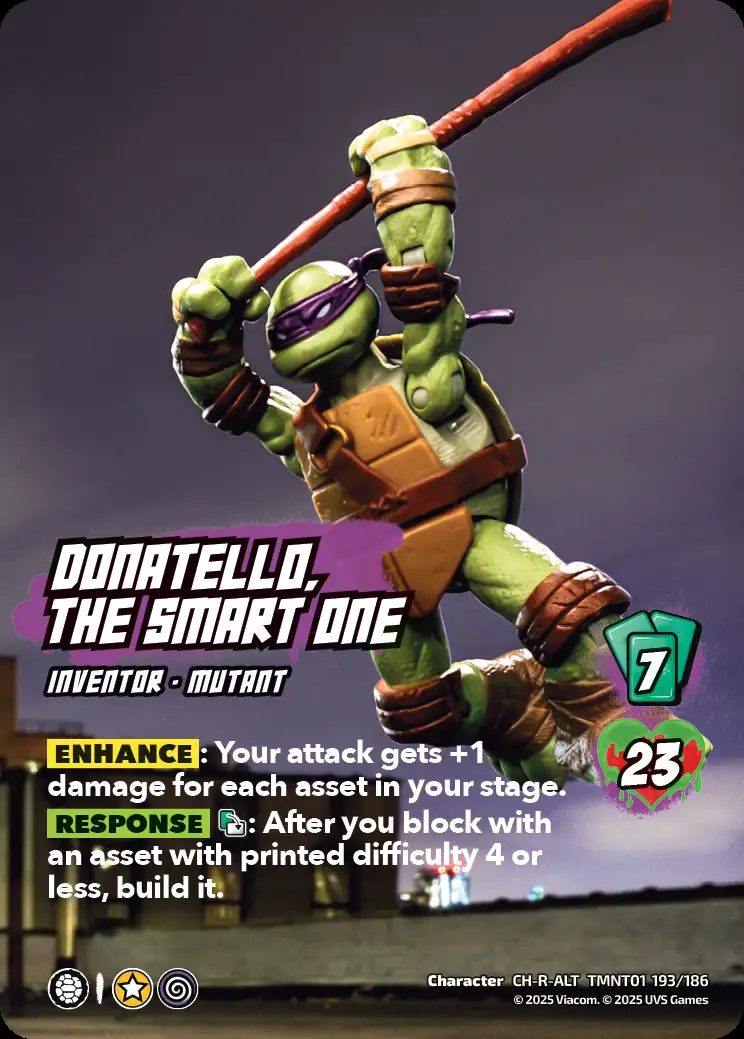 DONATELLO,
THE SMART ONE
INVENTOR · MUTANT
7
23
ENHANCE: Your attack gets +1
damage for each asset in your stage.
RESPONSE : After you block with
an asset with printed difficulty 4 or
less, build it.
Character CH-R-ALT TMNT01 193/186
© 2025 Viacom. © 2025 UVS Games